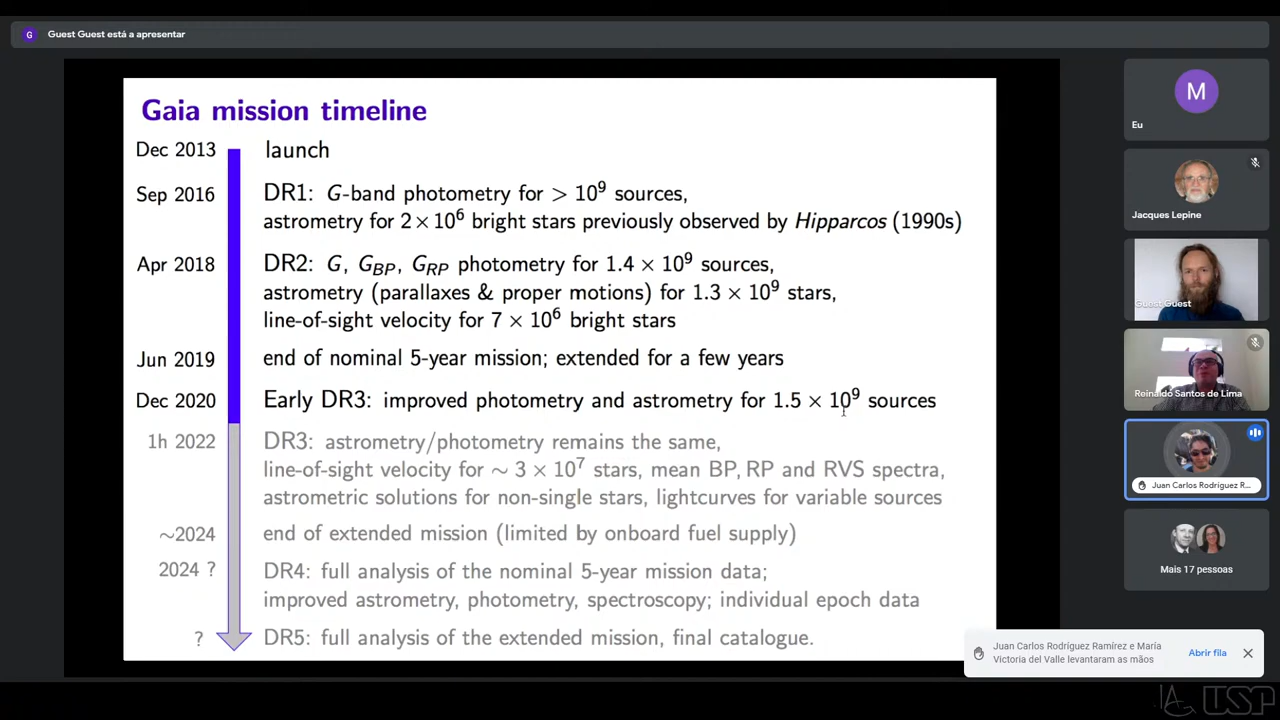 G Guest Guest está a apresentar
Gaia mission timeline
Dec 2013 launch
Sep 2016 DR1: G-band photometry for > 10⁹ sources,
astrometry for 2 × 10⁶ bright stars previously observed by Hipparcos (1990s)
Apr 2018 DR2: G, G_BP, G_RP photometry for 1.4 × 10⁹ sources,
astrometry (parallaxes & proper motions) for 1.3 × 10⁹ stars,
line-of-sight velocity for 7 × 10⁶ bright stars
Jun 2019 end of nominal 5-year mission; extended for a few years
Dec 2020 Early DR3: improved photometry and astrometry for 1.5 × 10⁹ sources
1h 2022 DR3: astrometry/photometry remains the same,
line-of-sight velocity for ∼ 3 × 10⁷ stars, mean BP, RP and RVS spectra,
astrometric solutions for non-single stars, lightcurves for variable sources
∼2024 end of extended mission (limited by onboard fuel supply)
2024 ? DR4: full analysis of the nominal 5-year mission data;
improved astrometry, photometry, spectroscopy; individual epoch data
? DR5: full analysis of the extended mission, final catalogue.
M
Eu
Jacques Lepine
Guest Guest
Reinaldo Santos de Lima
Juan Carlos Rodríguez R...
Mais 17 pessoas
Juan Carlos Rodríguez Ramírez e María
Victoria del Valle levantaram as mãos
Abrir fila
USP